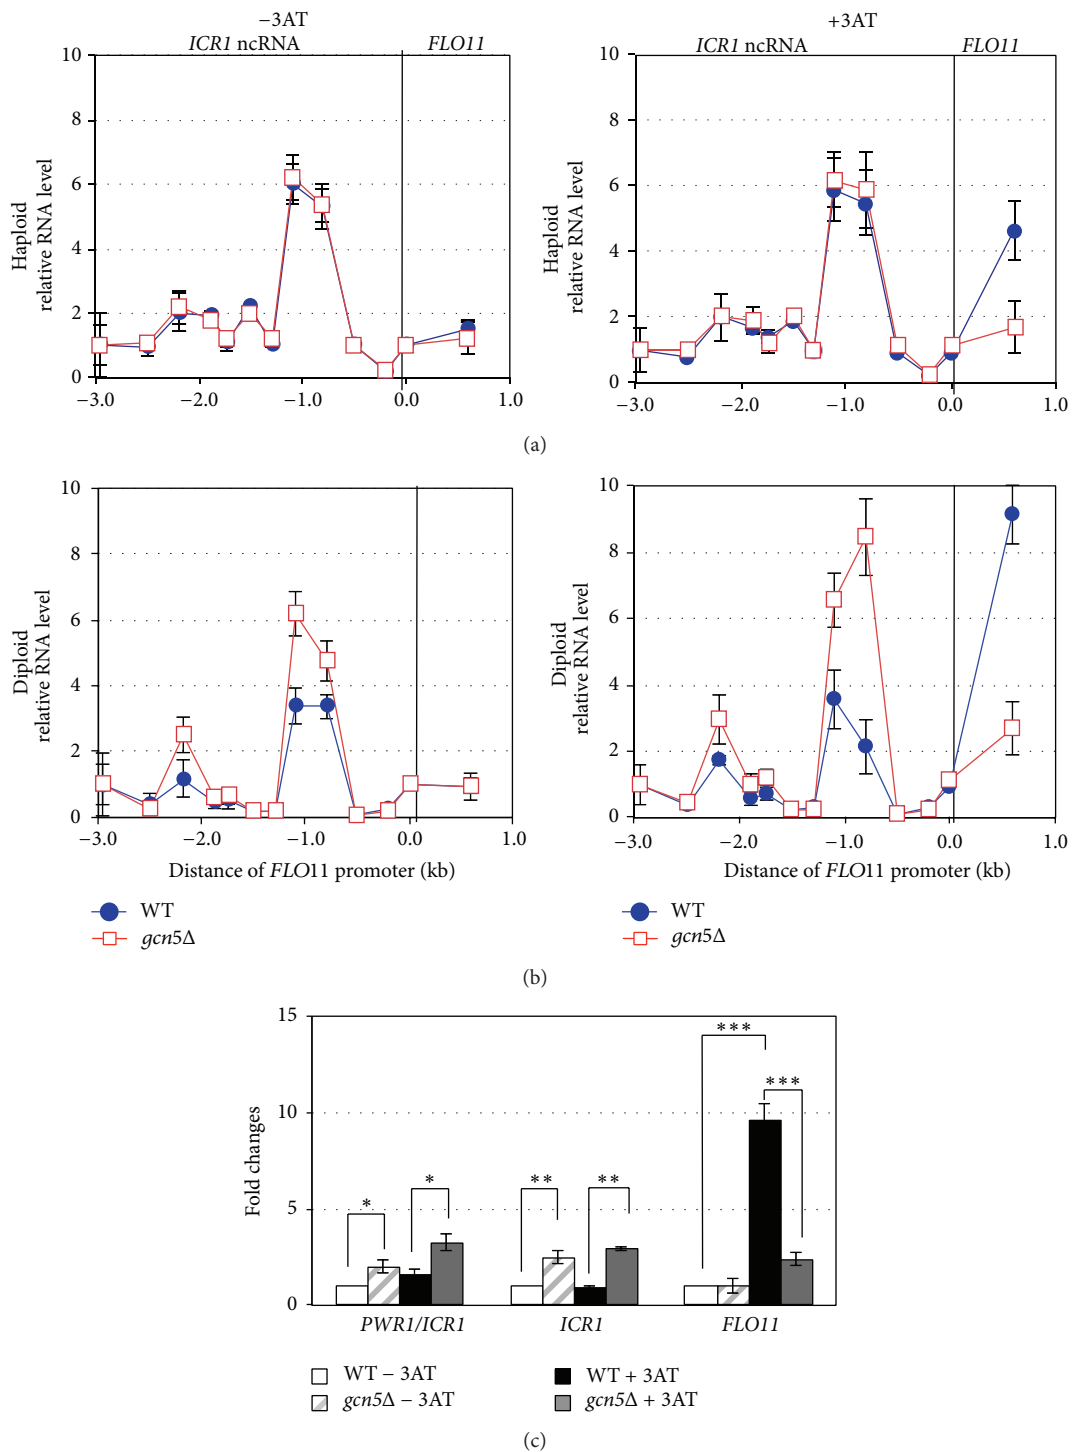 −3AT
ICR1 ncRNA FLO11
10
8
6
4
2
0
−3.0 −2.0 −1.0 0.0 1.0
Haploid
relative RNA level
+3AT
ICR1 ncRNA FLO11
10
8
6
4
2
0
−3.0 −2.0 −1.0 0.0 1.0
Haploid
relative RNA level
(a)
10
8
6
4
2
0
−3.0 −2.0 −1.0 0.0 1.0
Diploid
relative RNA level
Distance of FLO11 promoter (kb)
WT
gcn5Δ
10
8
6
4
2
0
−3.0 −2.0 −1.0 0.0 1.0
Diploid
relative RNA level
Distance of FLO11 promoter (kb)
WT
gcn5Δ
(b)
15
10
5
0
Fold changes
* * ** ** *** ***
PWR1/ICR1 ICR1 FLO11
WT − 3AT
gcn5Δ − 3AT
WT + 3AT
gcn5Δ + 3AT
(c)